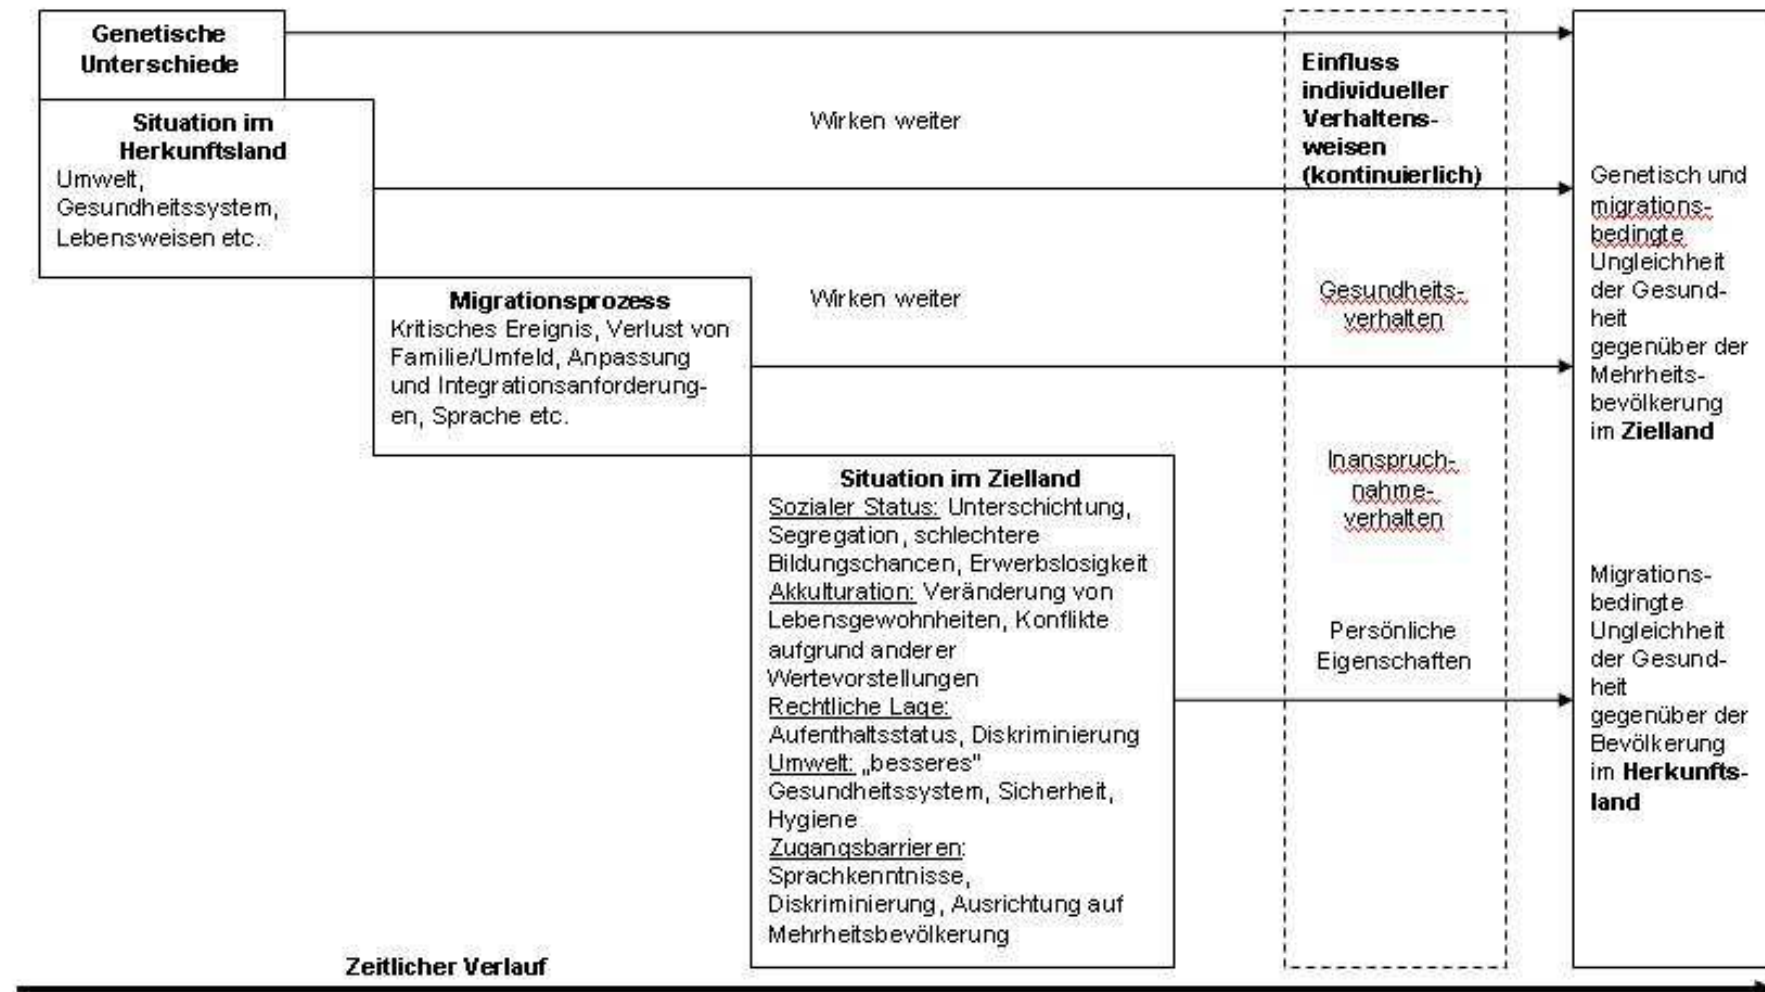 Genetische
Unterschiede
Situation im
Herkunftsland
Umwelt,
Gesundheitssystem,
Lebensweisen etc.
Wirken weiter
Migrationsprozess
Kritisches Ereignis, Verlust von
Familie/Umfeld, Anpassung
und Integrationsanforderung-
en, Sprache etc.
Wirken weiter
Situation im Zielland
Sozialer Status: Unterschichtung,
Segregation, schlechtere
Bildungschancen, Erwerbslosigkeit
Akkulturation: Veränderung von
Lebensgewohnheiten, Konflikte
aufgrund anderer
Wertevorstellungen
Rechtliche Lage:
Aufenthaltsstatus, Diskriminierung
Umwelt: „besseres"
Gesundheitssystem, Sicherheit,
Hygiene
Zugangsbarrieren:
Sprachkenntnisse,
Diskriminierung, Ausrichtung auf
Mehrheitsbevölkerung
Einfluss
individueller
Verhaltens-
weisen
(kontinuierlich)
Gesundheits-
verhalten
Inanspruch-
nahme-
verhalten
Persönliche
Eigenschaften
Genetisch und
migrations-
bedingte
Ungleichheit
der Gesund-
heit
gegenüber der
Mehrheits-
bevölkerung
im Zielland
Migrations-
bedingte
Ungleichheit
der Gesund-
heit
gegenüber der
Bevölkerung
im Herkunfts-
land
Zeitlicher Verlauf